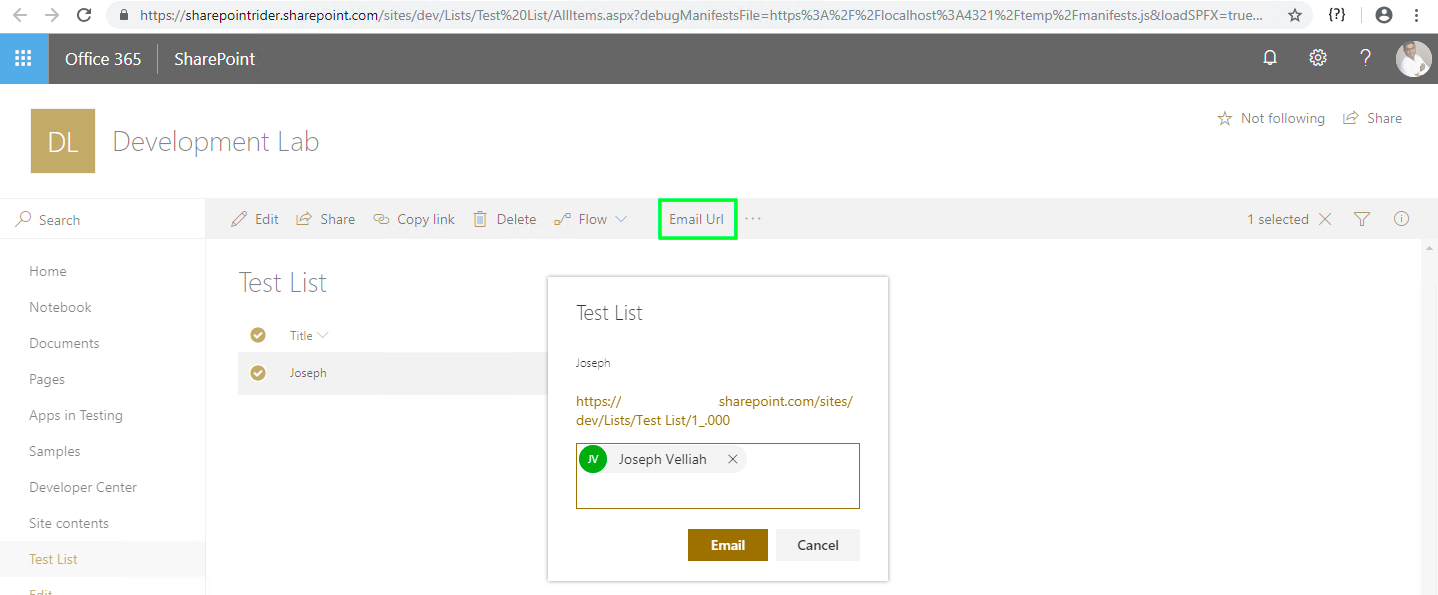 https://sharepointrider.sharepoint.com/sites/dev/Lists/Test%20List/AllItems.aspx?debugManifestsFile=https%3A%2F%2Flocalhost%3A4321%2Ftemp%2Fmanifests.js&loadSPFX=true... {?}
Office 365 SharePoint ?
Not following Share
DL Development Lab
Search Edit Share Copy link Delete Flow Email Url ··· 1 selected
Home
Notebook
Documents
Pages
Apps in Testing
Samples
Developer Center
Site contents
Test List
Edit
Test List
Title
Joseph
Test List
Joseph
https:// sharepoint.com/sites/
dev/Lists/Test List/1_.000
JV Joseph Velliah
Email Cancel